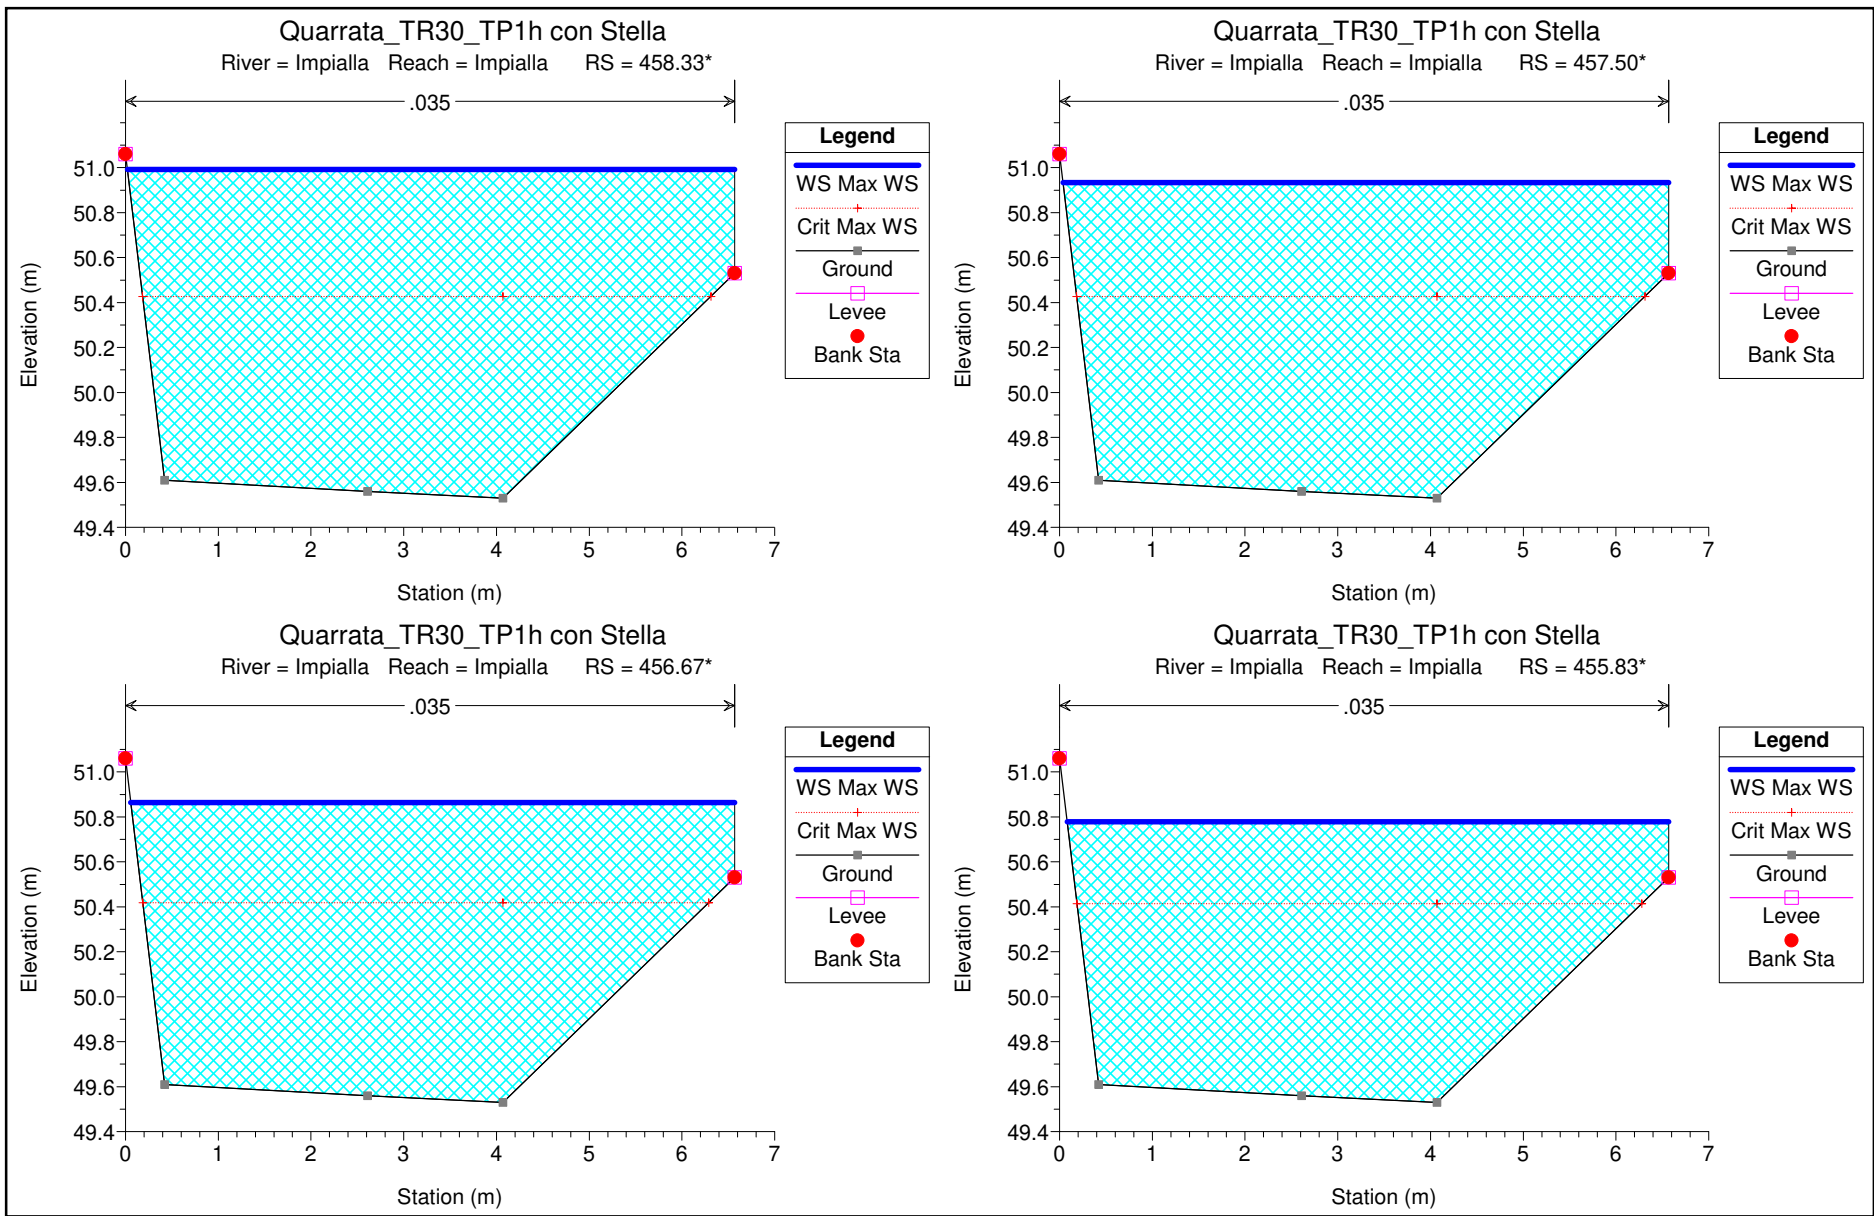 Quarrata_TR30_TP1h con Stella
River = Impialla Reach = Impialla RS = 458.33*
.035
Legend
WS Max WS
Crit Max WS
Ground
Levee
Bank Sta
51.0
50.8
50.6
50.4
50.2
50.0
49.8
49.6
49.4
Elevation (m)
0 1 2 3 4 5 6 7
Station (m)
Quarrata_TR30_TP1h con Stella
River = Impialla Reach = Impialla RS = 457.50*
.035
Legend
WS Max WS
Crit Max WS
Ground
Levee
Bank Sta
51.0
50.8
50.6
50.4
50.2
50.0
49.8
49.6
49.4
Elevation (m)
0 1 2 3 4 5 6 7
Station (m)
Quarrata_TR30_TP1h con Stella
River = Impialla Reach = Impialla RS = 456.67*
.035
Legend
WS Max WS
Crit Max WS
Ground
Levee
Bank Sta
51.0
50.8
50.6
50.4
50.2
50.0
49.8
49.6
49.4
Elevation (m)
0 1 2 3 4 5 6 7
Station (m)
Quarrata_TR30_TP1h con Stella
River = Impialla Reach = Impialla RS = 455.83*
.035
Legend
WS Max WS
Crit Max WS
Ground
Levee
Bank Sta
51.0
50.8
50.6
50.4
50.2
50.0
49.8
49.6
49.4
Elevation (m)
0 1 2 3 4 5 6 7
Station (m)